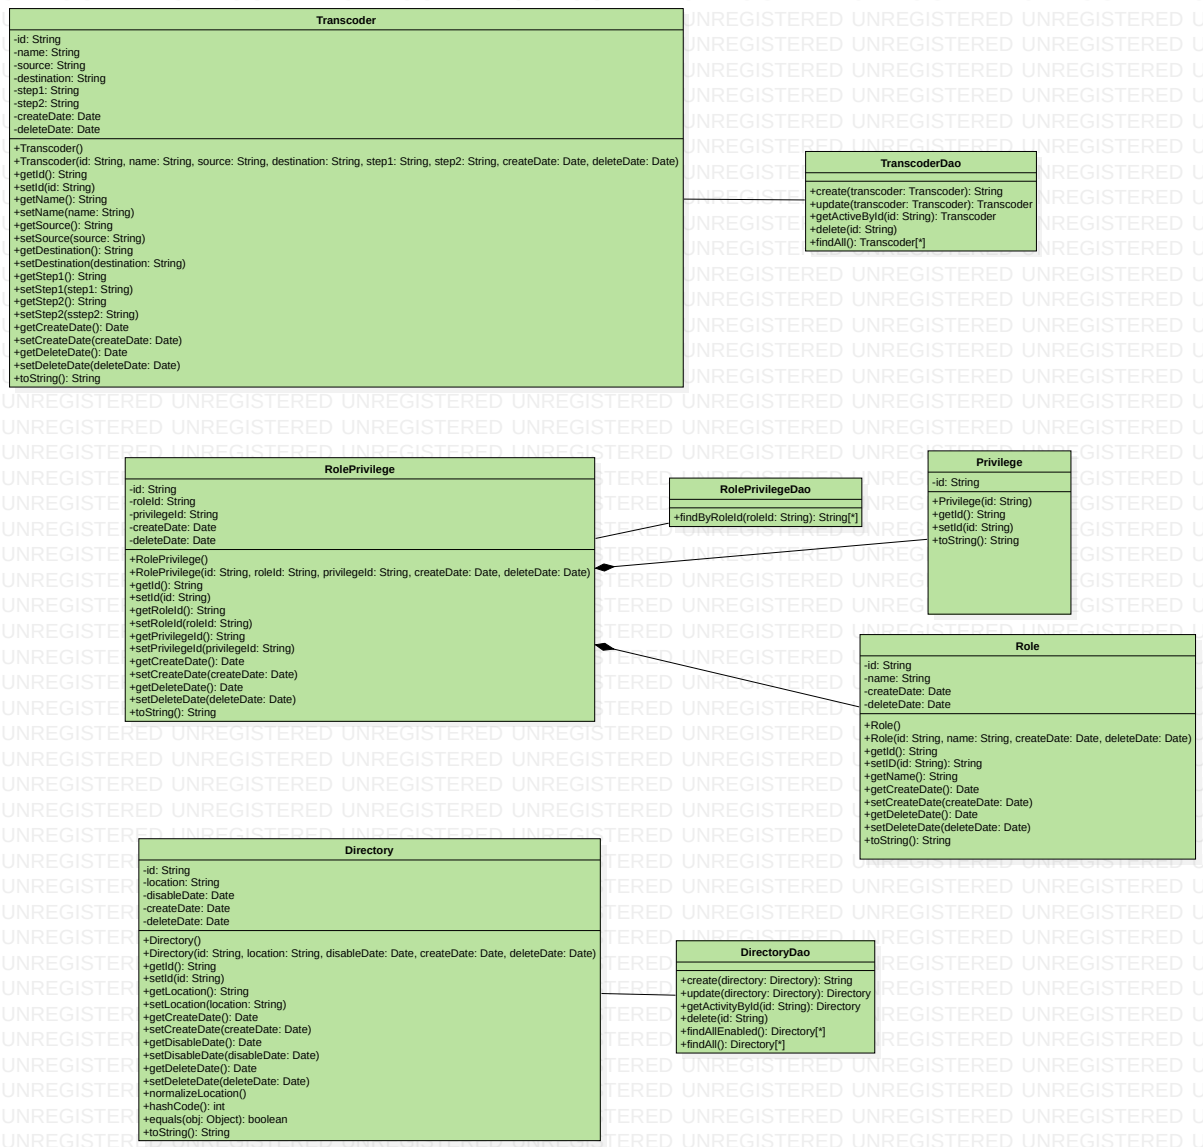 Transcoder
-id: String
-name: String
-source: String
-destination: String
-step1: String
-step2: String
-createDate: Date
-deleteDate: Date
+Transcoder()
+Transcoder(id: String, name: String, source: String, destination: String, step1: String, step2: String, createDate: Date, deleteDate: Date)
+getId(): String
+setId(id: String)
+getName(): String
+setName(name: String)
+getSource(): String
+setSource(source: String)
+getDestination(): String
+setDestination(destination: String)
+getStep1(): String
+setStep1(step1: String)
+getStep2(): String
+setStep2(sstep2: String)
+getCreateDate(): Date
+setCreateDate(createDate: Date)
+getDeleteDate(): Date
+setDeleteDate(deleteDate: Date)
+toString(): String
TranscoderDao
+create(transcoder: Transcoder): String
+update(transcoder: Transcoder): Transcoder
+getActiveById(id: String): Transcoder
+delete(id: String)
+findAll(): Transcoder[*]
RolePrivilege
-id: String
-roleId: String
-privilegeId: String
-createDate: Date
-deleteDate: Date
+RolePrivilege()
+RolePrivilege(id: String, roleId: String, privilegeId: String, createDate: Date, deleteDate: Date)
+getId(): String
+setId(id: String)
+getRoleId(): String
+setRoleId(roleId: String)
+getPrivilegeId(): String
+setPrivilegeId(privilegeId: String)
+getCreateDate(): Date
+setCreateDate(createDate: Date)
+getDeleteDate(): Date
+setDeleteDate(deleteDate: Date)
+toString(): String
RolePrivilegeDao
+findByRoleId(roleId: String): String[*]
Privilege
-id: String
+Privilege(id: String)
+getId(): String
+setId(id: String)
+toString(): String
Role
-id: String
-name: String
-createDate: Date
-deleteDate: Date
+Role()
+Role(id: String, name: String, createDate: Date, deleteDate: Date)
+getId(): String
+setID(id: String): String
+getName(): String
+getCreateDate(): Date
+setCreateDate(createDate: Date)
+getDeleteDate(): Date
+setDeleteDate(deleteDate: Date)
+toString(): String
Directory
-id: String
-location: String
-disableDate: Date
-createDate: Date
-deleteDate: Date
+Directory()
+Directory(id: String, location: String, disableDate: Date, createDate: Date, deleteDate: Date)
+getId(): String
+setId(id: String)
+getLocation(): String
+setLocation(location: String)
+getCreateDate(): Date
+setCreateDate(createDate: Date)
+getDisableDate(): Date
+setDisableDate(disableDate: Date)
+getDeleteDate(): Date
+setDeleteDate(deleteDate: Date)
+normalizeLocation()
+hashCode(): int
+equals(obj: Object): boolean
+toString(): String
DirectoryDao
+create(directory: Directory): String
+update(directory: Directory): Directory
+getActivityById(id: String): Directory
+delete(id: String)
+findAllEnabled(): Directory[*]
+findAll(): Directory[*]
UNREGISTERED UNREGISTERED UNREGISTERED UNREGISTERED UNREGISTERED UNREGISTERED UNREGISTERED